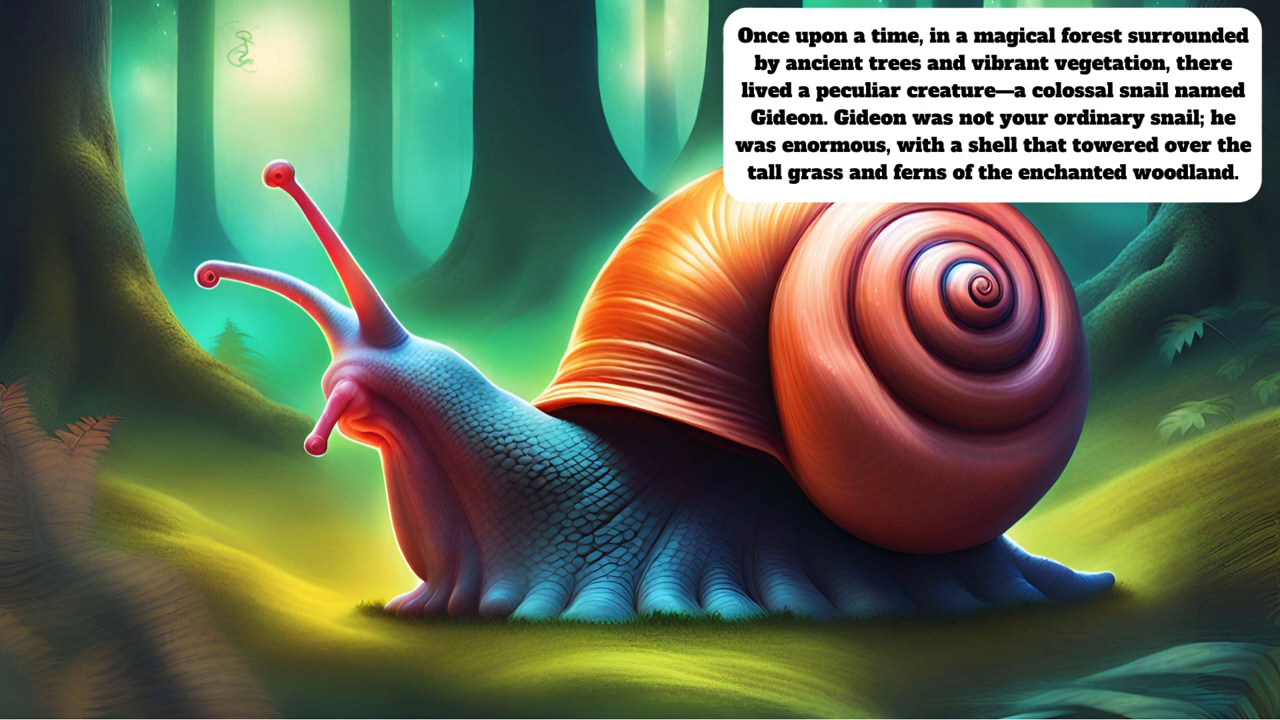 Once upon a time, in a magical forest surrounded
by ancient trees and vibrant vegetation, there
lived a peculiar creature—a colossal snail named
Gideon. Gideon was not your ordinary snail; he
was enormous, with a shell that towered over the
tall grass and ferns of the enchanted woodland.